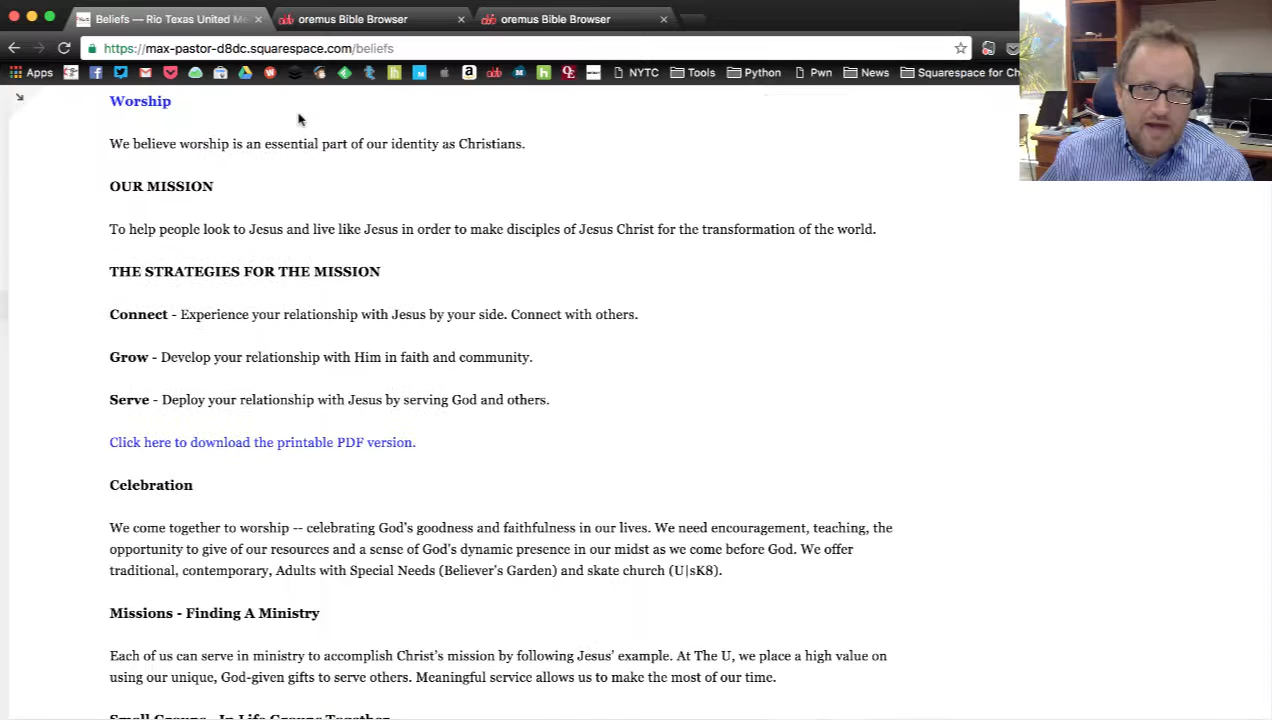 Beliefs — Rio Texas United Me
oremus Bible Browser
oremus Bible Browser
https://max-pastor-d8dc.squarespace.com/beliefs
Apps
NYTC
Tools
Python
Pwn
News
Squarespace for Ch
Worship
We believe worship is an essential part of our identity as Christians.
OUR MISSION
To help people look to Jesus and live like Jesus in order to make disciples of Jesus Christ for the transformation of the world.
THE STRATEGIES FOR THE MISSION
Connect - Experience your relationship with Jesus by your side. Connect with others.
Grow - Develop your relationship with Him in faith and community.
Serve - Deploy your relationship with Jesus by serving God and others.
Click here to download the printable PDF version.
Celebration
We come together to worship -- celebrating God's goodness and faithfulness in our lives. We need encouragement, teaching, the
opportunity to give of our resources and a sense of God's dynamic presence in our midst as we come before God. We offer
traditional, contemporary, Adults with Special Needs (Believer's Garden) and skate church (U|sK8).
Missions - Finding A Ministry
Each of us can serve in ministry to accomplish Christ's mission by following Jesus' example. At The U, we place a high value on
using our unique, God-given gifts to serve others. Meaningful service allows us to make the most of our time.
Small Groups - In Life Groups Together